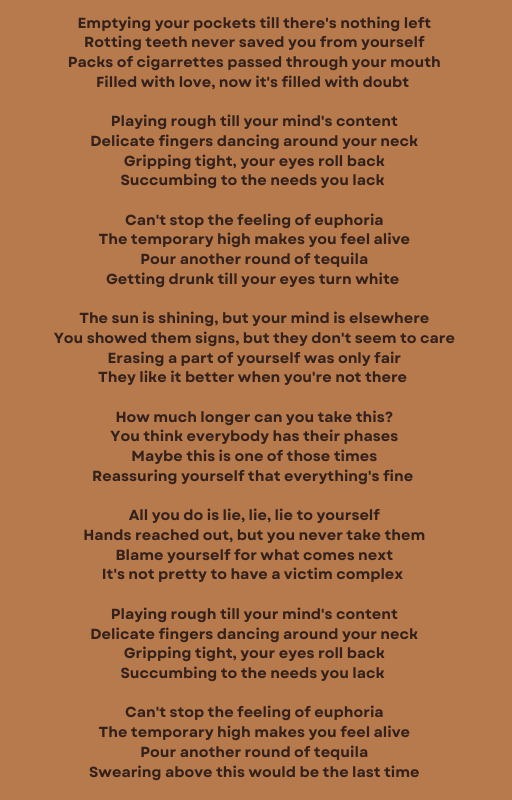 Emptying your pockets till there's nothing left
Rotting teeth never saved you from yourself
Packs of cigarrettes passed through your mouth
Filled with love, now it's filled with doubt

Playing rough till your mind's content
Delicate fingers dancing around your neck
Gripping tight, your eyes roll back
Succumbing to the needs you lack

Can't stop the feeling of euphoria
The temporary high makes you feel alive
Pour another round of tequila
Getting drunk till your eyes turn white

The sun is shining, but your mind is elsewhere
You showed them signs, but they don't seem to care
Erasing a part of yourself was only fair
They like it better when you're not there

How much longer can you take this?
You think everybody has their phases
Maybe this is one of those times
Reassuring yourself that everything's fine

All you do is lie, lie, lie to yourself
Hands reached out, but you never take them
Blame yourself for what comes next
It's not pretty to have a victim complex

Playing rough till your mind's content
Delicate fingers dancing around your neck
Gripping tight, your eyes roll back
Succumbing to the needs you lack

Can't stop the feeling of euphoria
The temporary high makes you feel alive
Pour another round of tequila
Swearing above this would be the last time